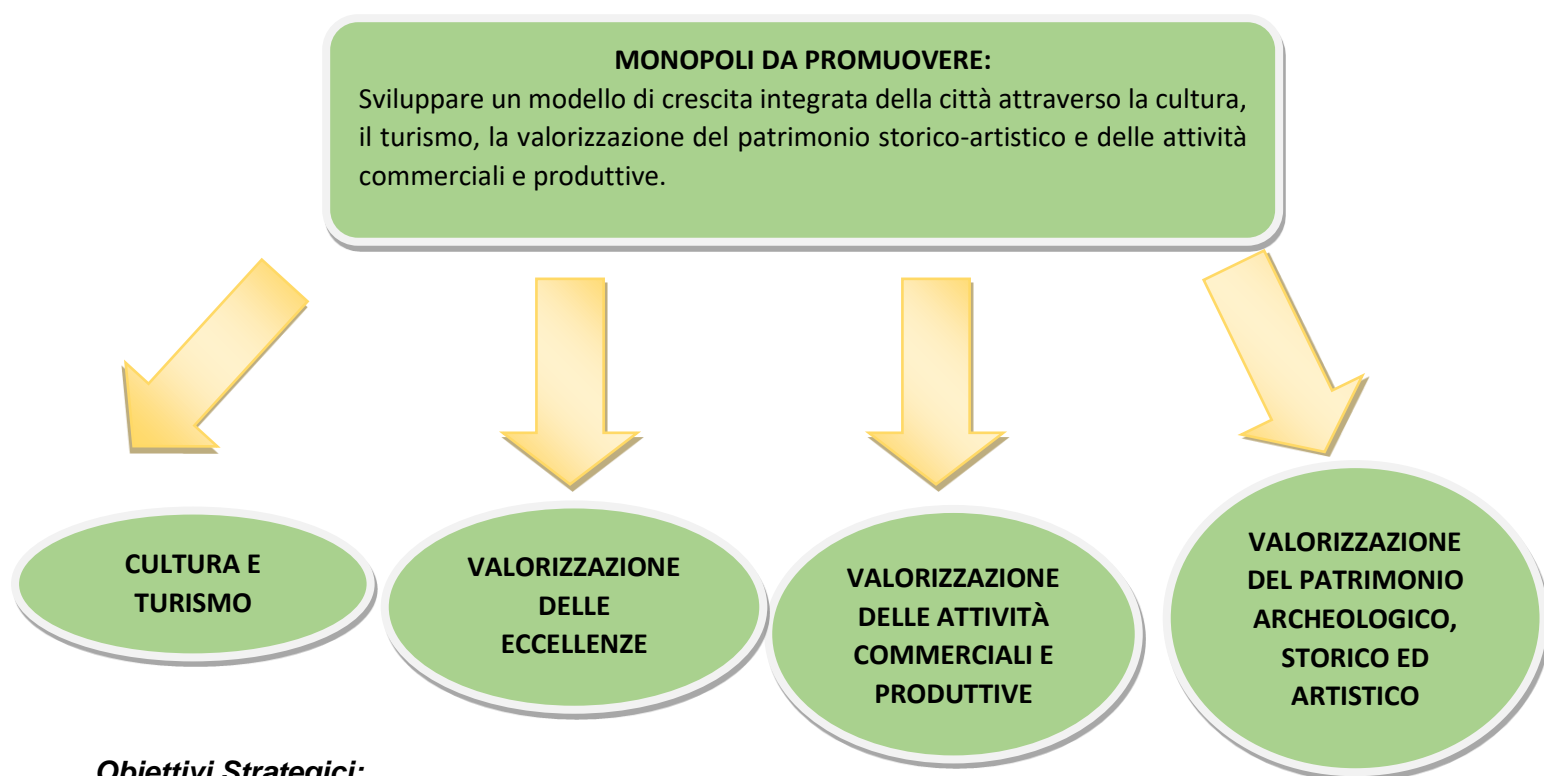 MONOPOLI DA PROMUOVERE:
Sviluppare un modello di crescita integrata della città attraverso la cultura,
il turismo, la valorizzazione del patrimonio storico-artistico e delle attività
commerciali e produttive.
CULTURA E
TURISMO
VALORIZZAZIONE
DELLE
ECCELLENZE
VALORIZZAZIONE
DELLE ATTIVITÀ
COMMERCIALI E
PRODUTTIVE
VALORIZZAZIONE
DEL PATRIMONIO
ARCHEOLOGICO,
STORICO ED
ARTISTICO
Obiettivi Strategici: